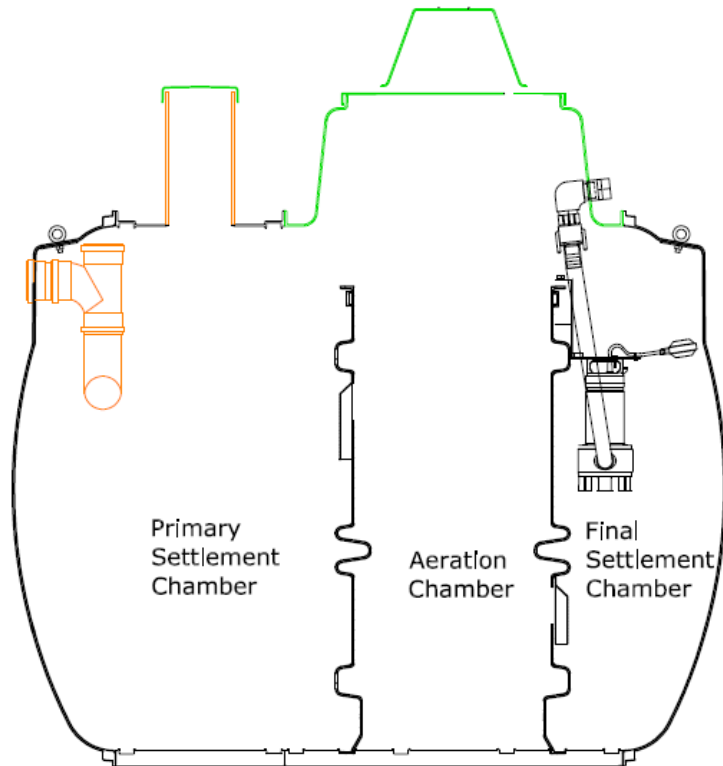 Primary
Settlement
Chamber
Aeration
Chamber
Final
Settlement
Chamber